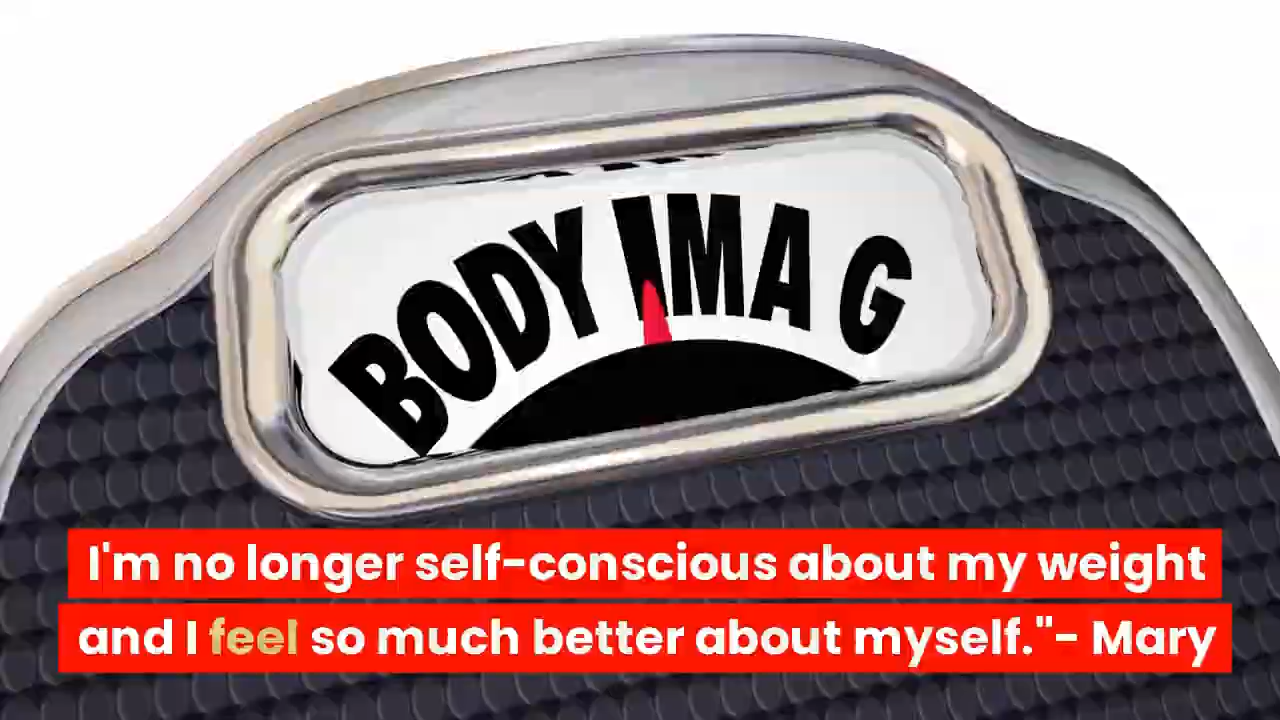 BODY IMA G
I'm no longer self-conscious about my weight
and I feel so much better about myself."- Mary